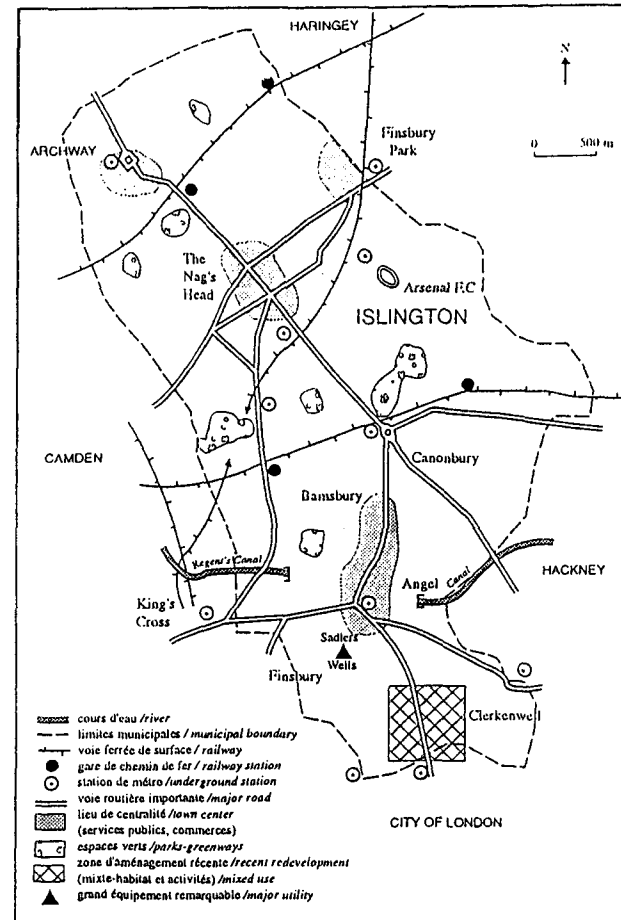 HARINGEY
N
0 500 m
ARCHWAY
Finsbury
Park
The
Nag's
Head
Arsenal F.C
ISLINGTON
CAMDEN
Canonbury
Barnsbury
Regent's Canal
Angel
Canal
HACKNEY
King's
Cross
Sadlers
Wells
Finsbury
Clerkenwell
CITY OF LONDON
cours d'eau /river
limites municipales / municipal boundary
voie ferrée de surface / railway
gare de chemin de fer / railway station
station de métro /underground station
voie routière importante /major road
lieu de centralité /town center
(services publics, commerces)
espaces verts /parks-greenways
zone d'aménagement récente /recent redevelopment
(mixte-habitat et activités) /mixed use
grand équipement remarquable /major utility